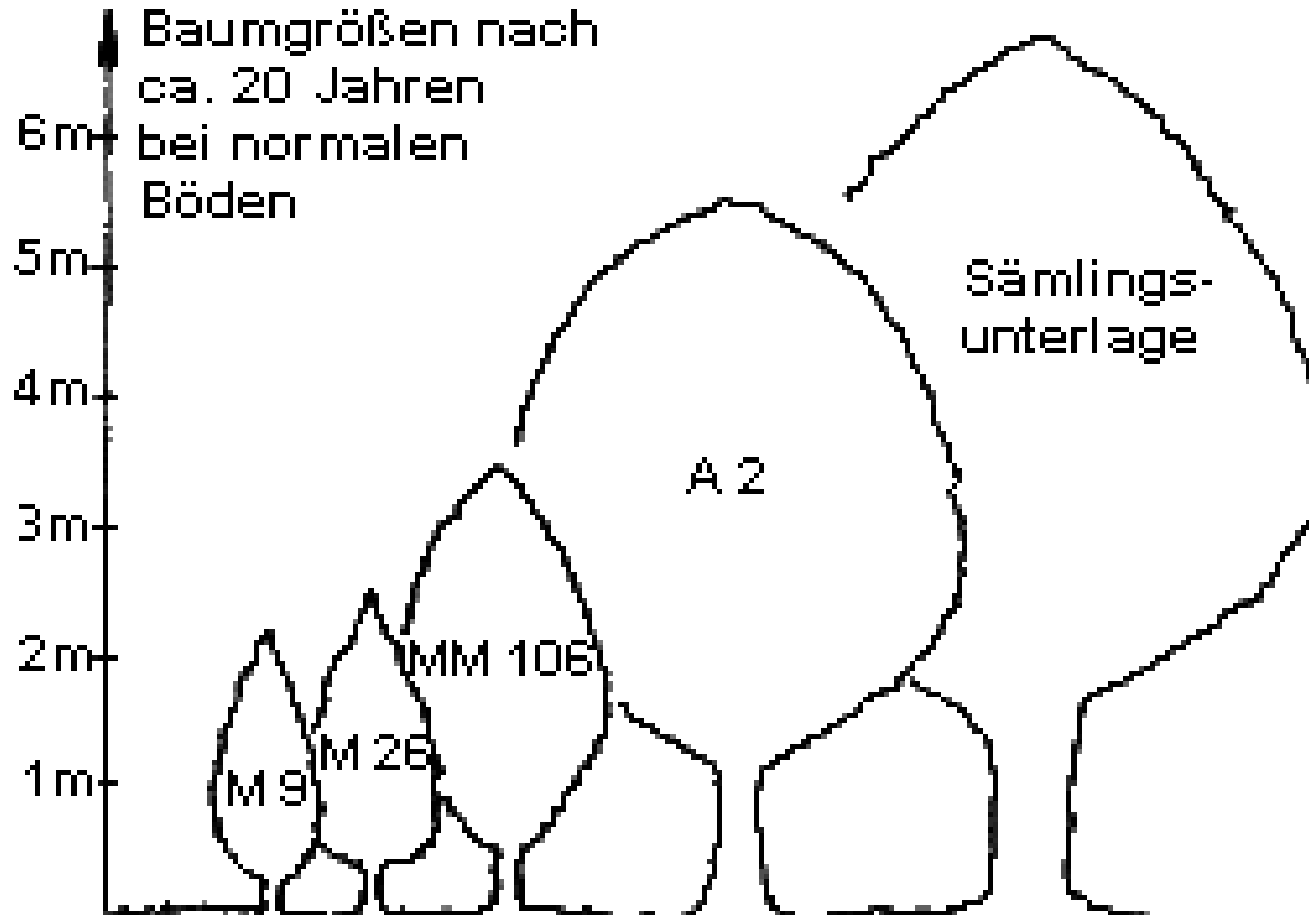 Baumgrößen nach
ca. 20 Jahren
bei normalen
Böden
6m
5m
4m
3m
2m
1m
Sämlings-
unterlage
A 2
MM 106
M 26
M 9